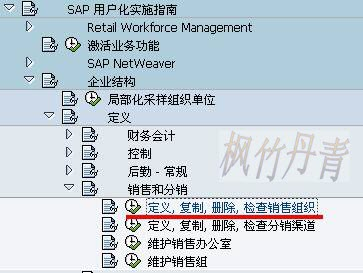 SAP 用户化实施指南
Retail Workforce Management
激活业务功能
SAP NetWeaver
企业结构
局部化采样组织单位
定义
财务会计
控制
后勤 - 常规
销售和分销
定义, 复制, 删除, 检查销售组织
定义, 复制, 删除, 检查分销渠道
维护销售办公室
维护销售组
枫竹丹青